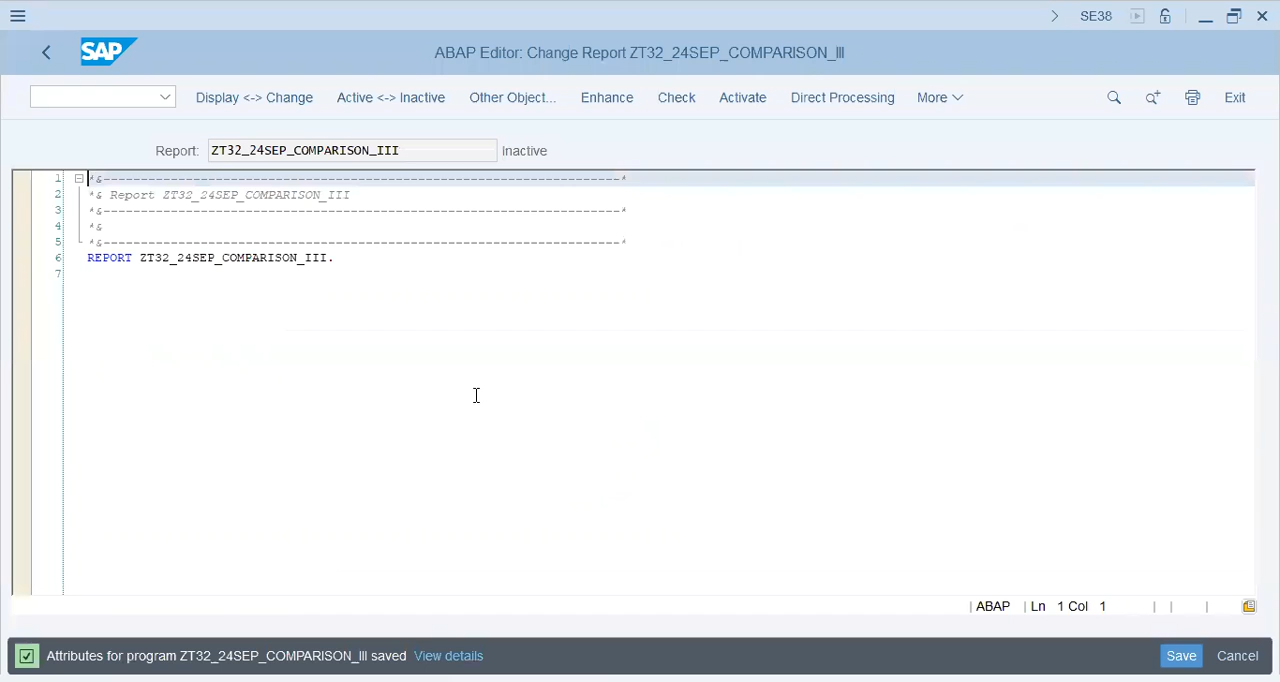 SE38
SAP
ABAP Editor: Change Report ZT32_24SEP_COMPARISON_III
Display <-> Change Active <-> Inactive Other Object... Enhance Check Activate Direct Processing More Exit
Report: ZT32_24SEP_COMPARISON_III Inactive
1 *&---------------------------------------------------------------------*
2 *& Report ZT32_24SEP_COMPARISON_III
3 *&---------------------------------------------------------------------*
4 *&
5 *&---------------------------------------------------------------------*
6 REPORT ZT32_24SEP_COMPARISON_III.
7
| ABAP | Ln 1 Col 1 | | |
Attributes for program ZT32_24SEP_COMPARISON_III saved View details Save Cancel